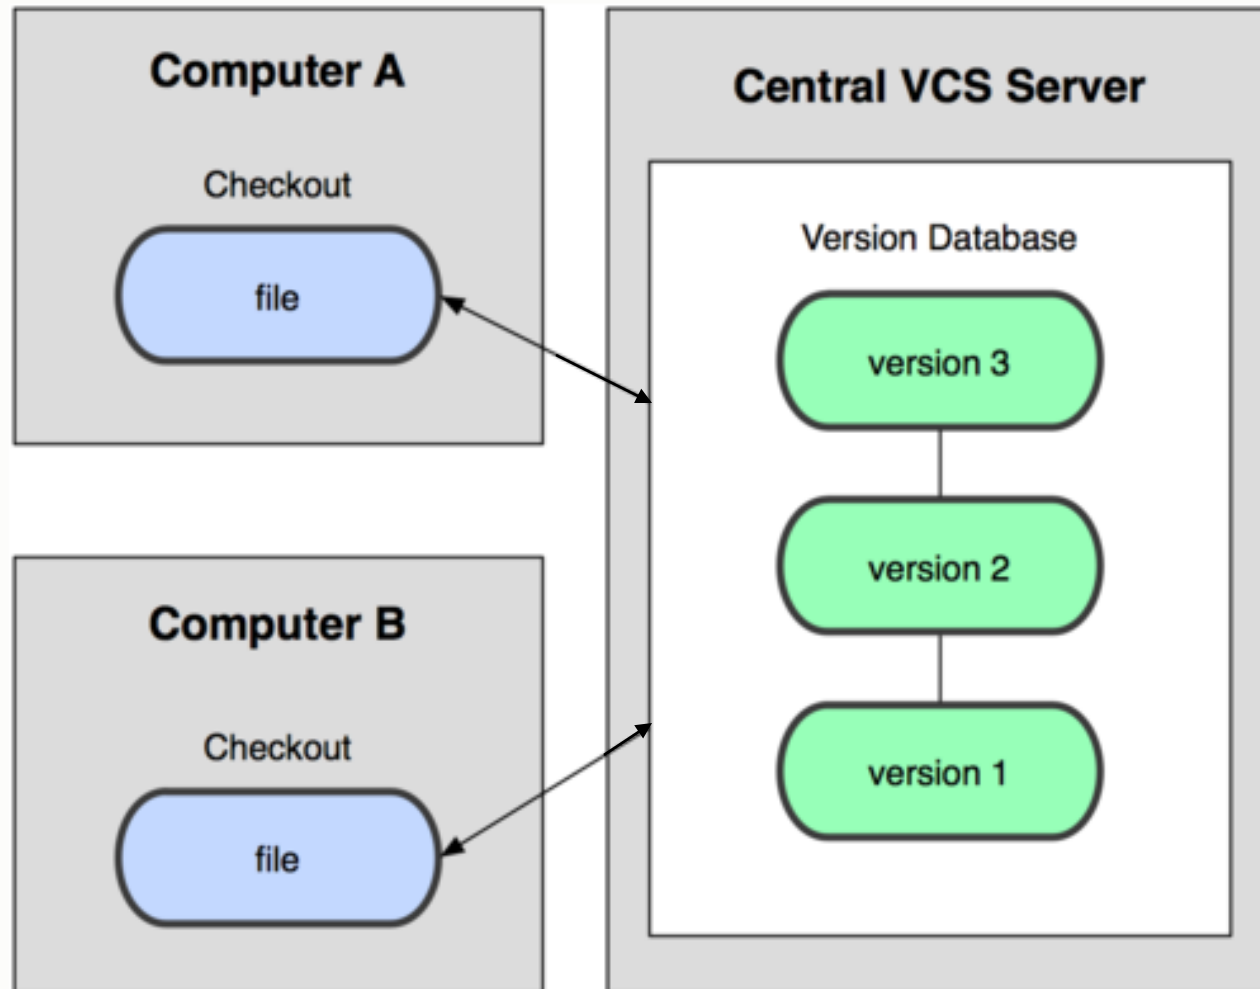 Computer A
Checkout
file
Central VCS Server
Version Database
version 3
version 2
version 1
Computer B
Checkout
file